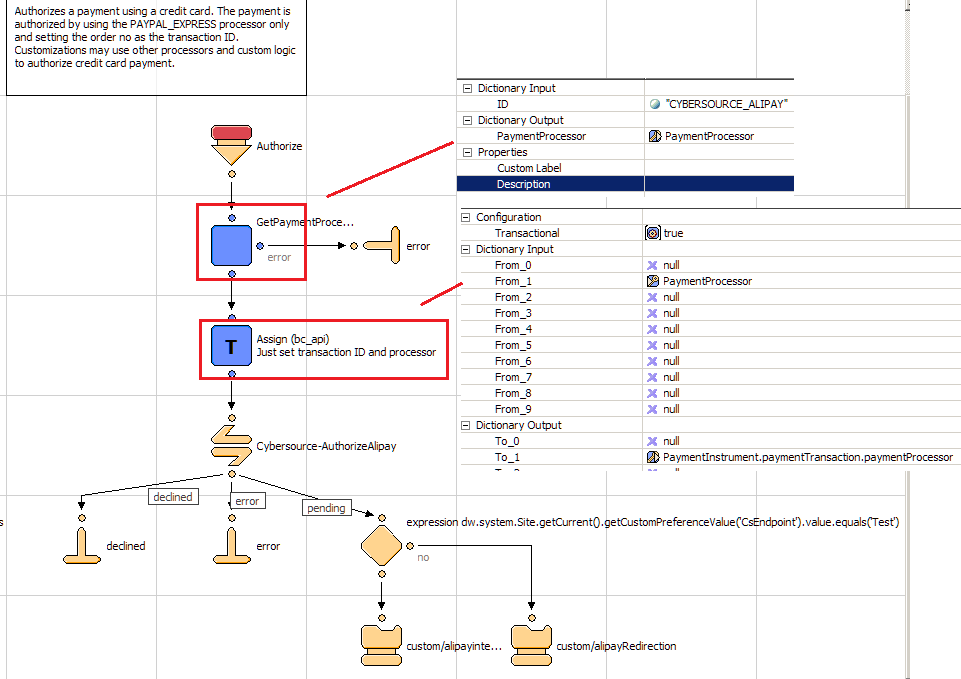 Authorizes a payment using a credit card. The payment is
authorized by using the PAYPAL_EXPRESS processor only
and setting the order no as the transaction ID.
Customizations may use other processors and custom logic
to authorize credit card payment.
Dictionary Input
ID "CYBERSOURCE_ALIPAY"
Dictionary Output
PaymentProcessor PaymentProcessor
Properties
Custom Label
Description
Authorize
GetPaymentProce...
error
error
Configuration
Transactional true
Dictionary Input
From_0 null
From_1 PaymentProcessor
From_2 null
From_3 null
From_4 null
From_5 null
From_6 null
From_7 null
From_8 null
From_9 null
Dictionary Output
To_0 null
To_1 PaymentInstrument.paymentTransaction.paymentProcessor
T
Assign (bc_api)
Just set transaction ID and processor
Cybersource-AuthorizeAlipay
declined
error
pending
s
expression dw.system.Site.getCurrent().getCustomPreferenceValue('CsEndpoint').value.equals('Test')
declined
error
no
custom/alipayinte...
custom/alipayRedirection